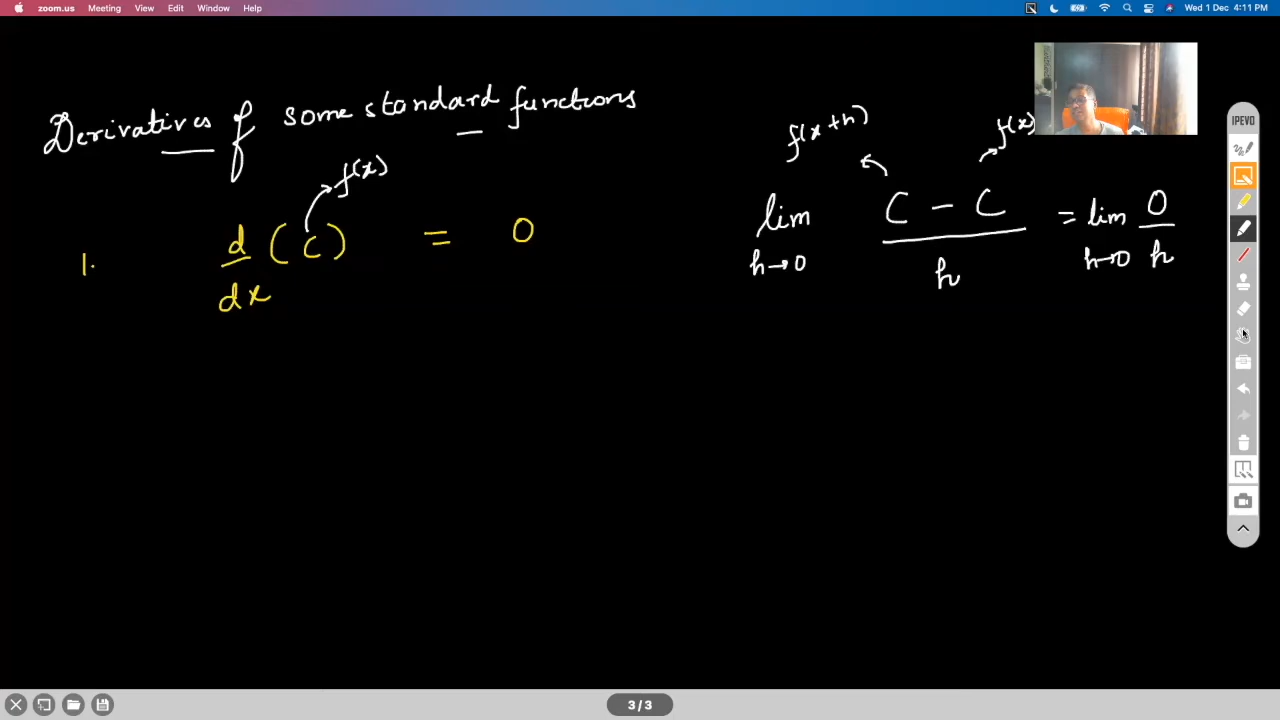 zoom.us Meeting View Edit Window Help Wed 1 Dec 4:11 PM
IPEVO
Derivatives of some standard functions
1. d/dx (C) = 0
→ f(x)
f(x+h) f(x)
lim h→0 C - C / h = lim h→0 0/h
3/3